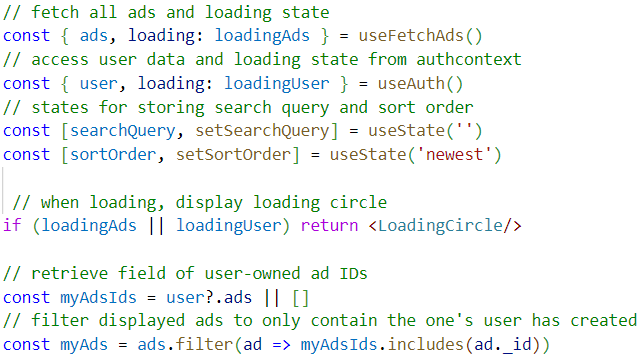 // fetch all ads and loading state
const { ads, loading: loadingAds } = useFetchAds()
// access user data and loading state from authcontext
const { user, loading: loadingUser } = useAuth()
// states for storing search query and sort order
const [searchQuery, setSearchQuery] = useState('')
const [sortOrder, setSortOrder] = useState('newest')
// when loading, display loading circle
if (loadingAds || loadingUser) return <LoadingCircle/>
// retrieve field of user-owned ad IDs
const myAdsIds = user?.ads || []
// filter displayed ads to only contain the one's user has created
const myAds = ads.filter(ad => myAdsIds.includes(ad._id))